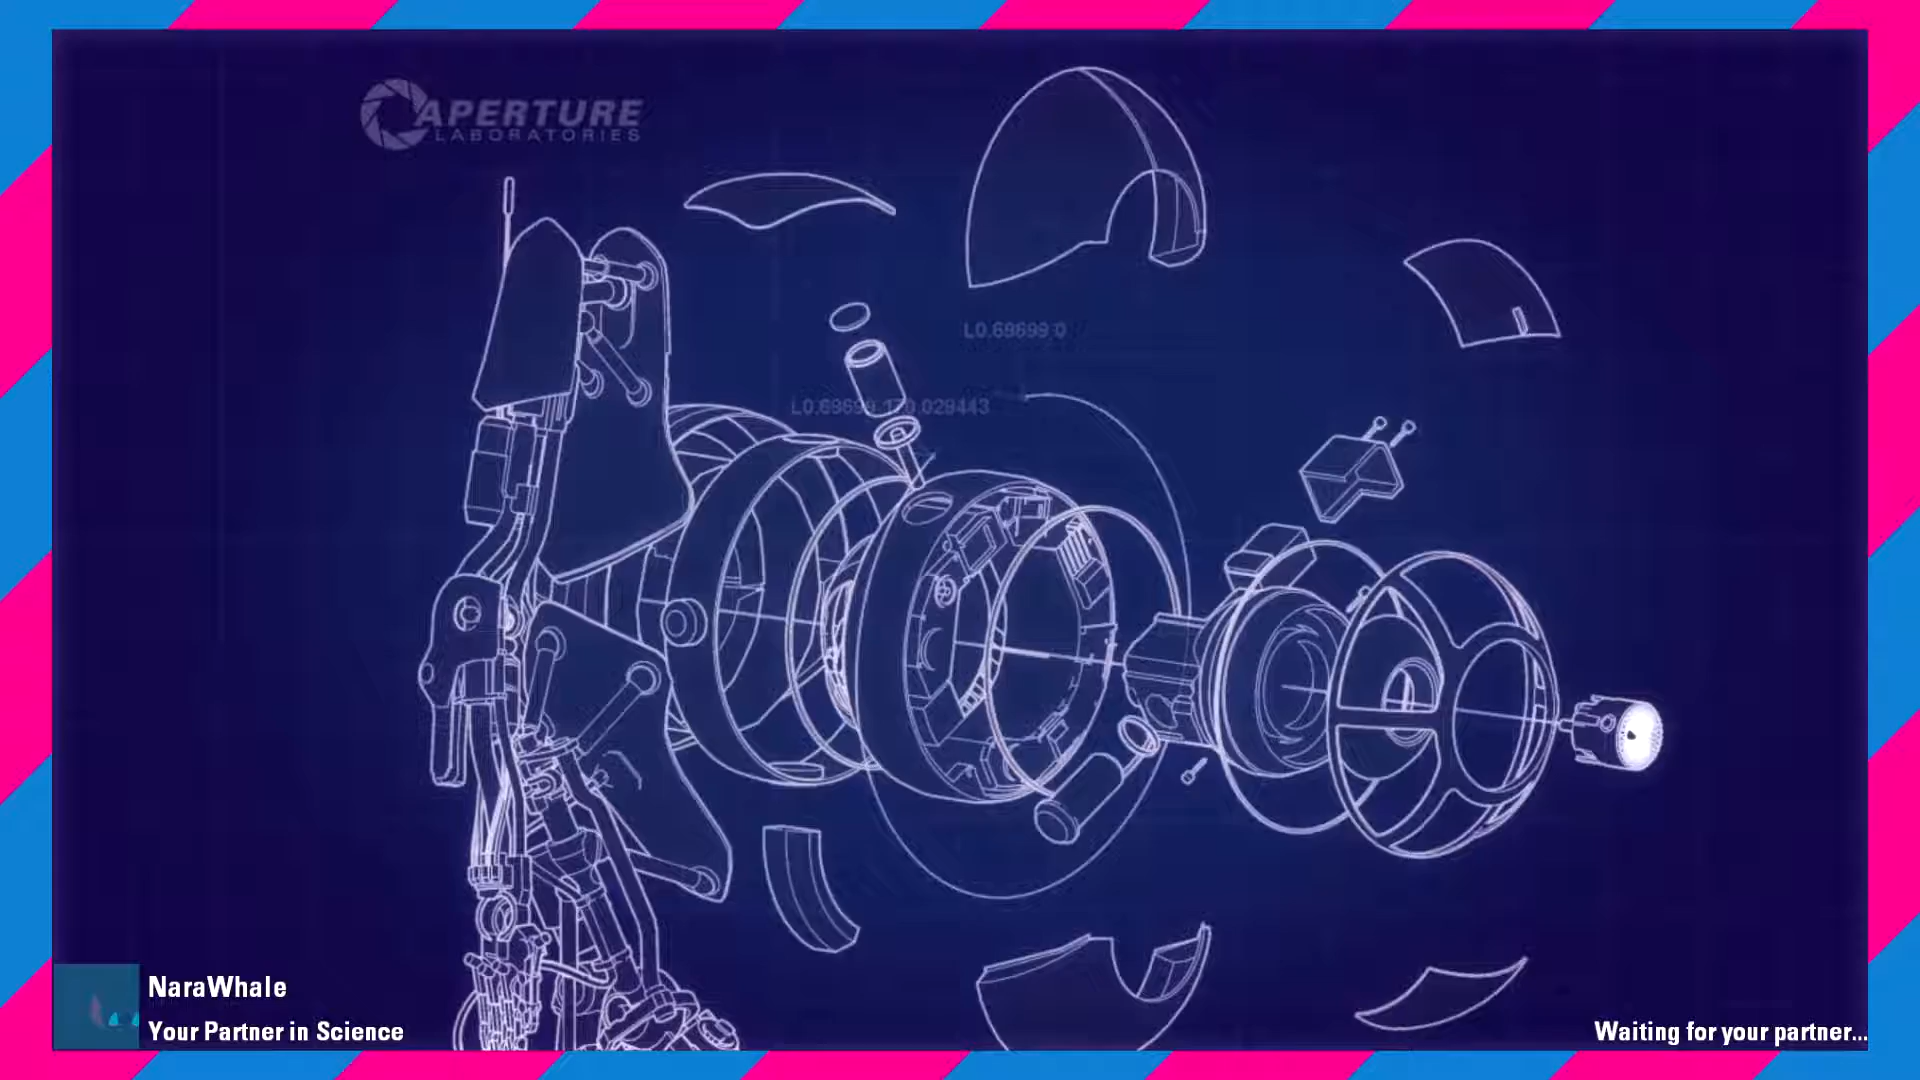 APERTURE
LABORATORIES
L0.69699 0
NaraWhale
Your Partner in Science
Waiting for your partner...